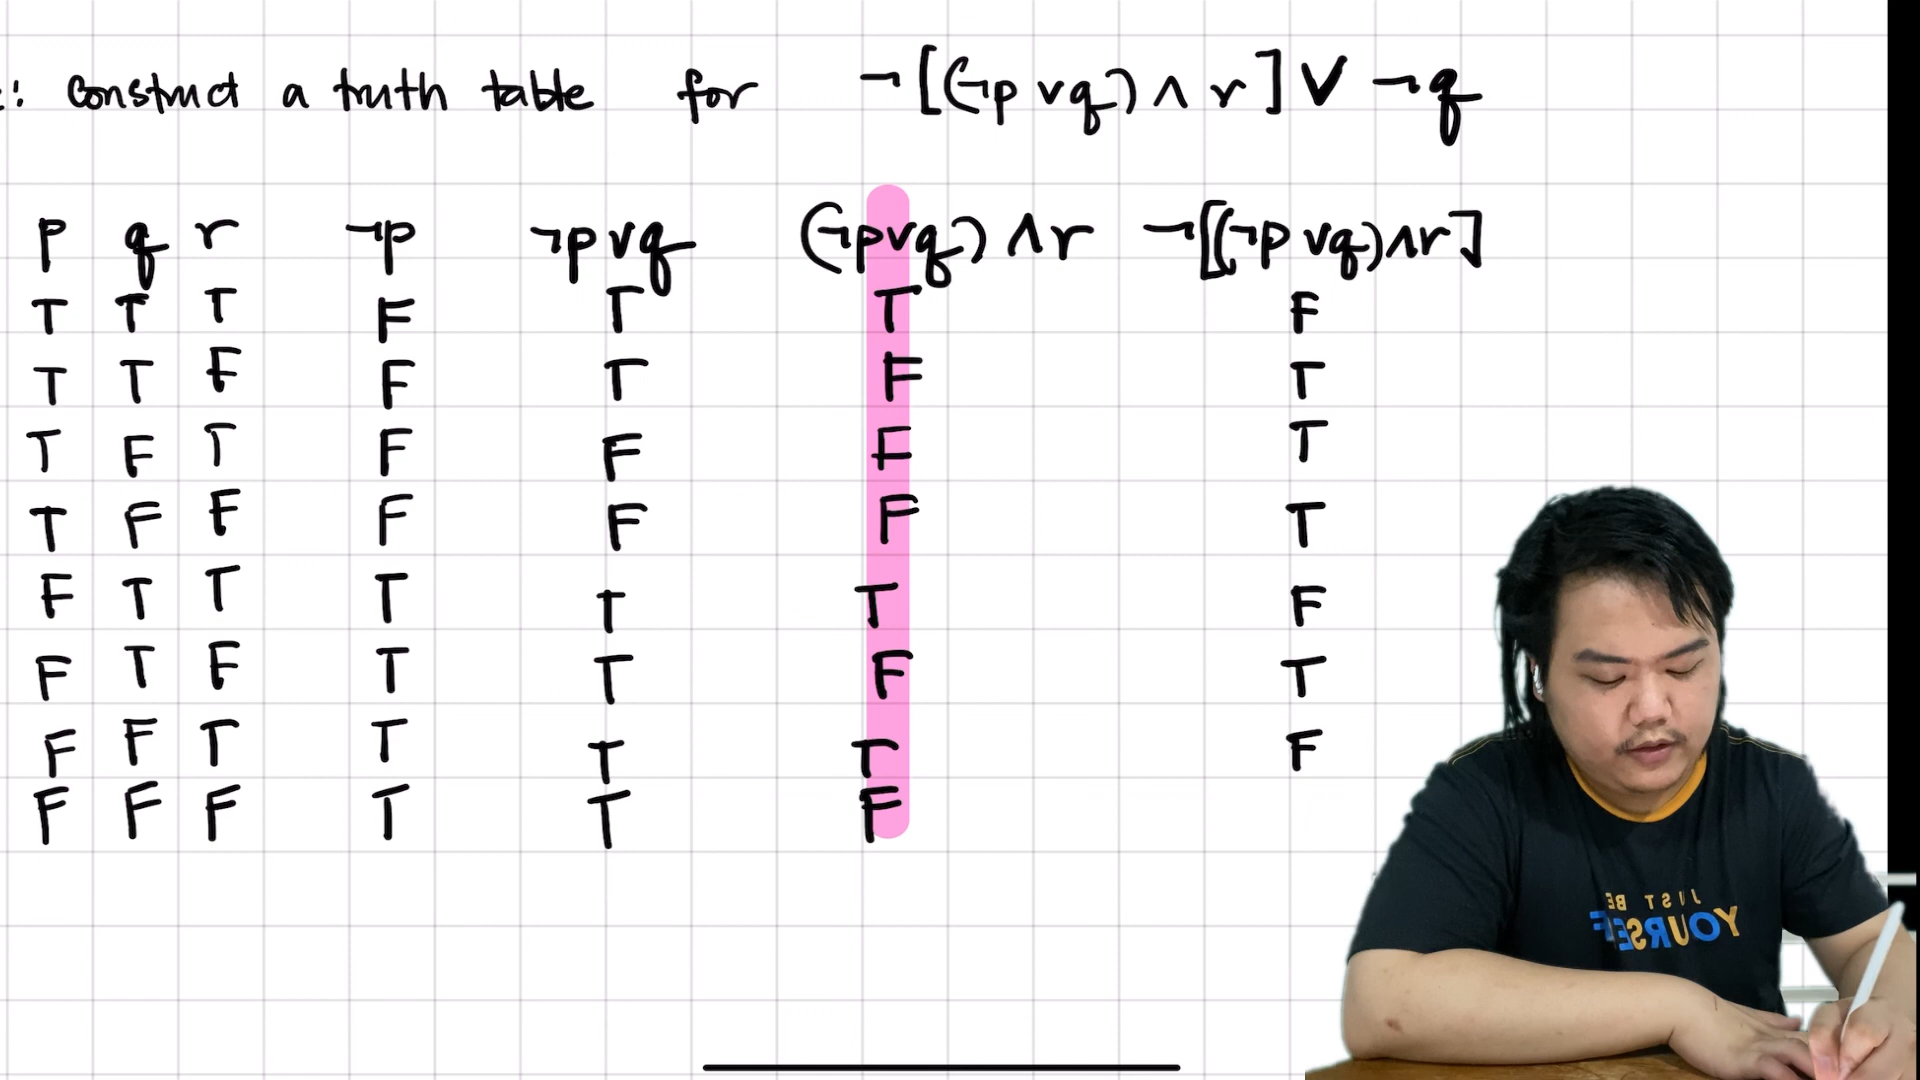 : construct a truth table for ¬[(¬p ∨ q) ∧ r] ∨ ¬q
p q r ¬p ¬p ∨ q (¬p∨q) ∧ r ¬[(¬p ∨q)∧r]
T T T F T T F
T T F F T F T
T F T F F F T
T F F F F F T
F T T T T T F
F T F T T F T
F F T T T T F
F F F T T F
JUST BE
YOURSELF